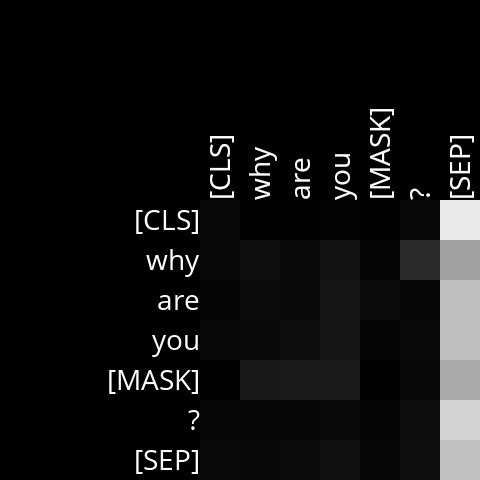 [CLS] why are you [MASK] ? [SEP]
[CLS]
why
are
you
[MASK]
?
[SEP]